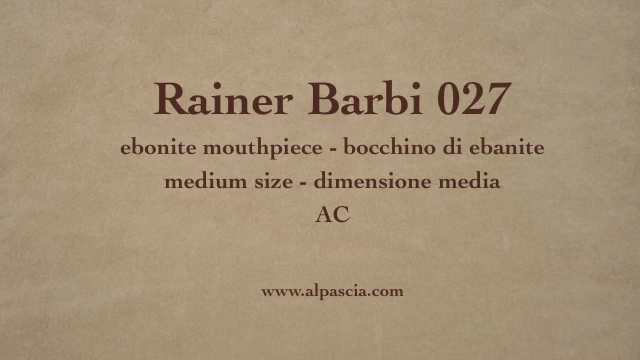 Rainer Barbi 027
ebonite mouthpiece - bocchino di ebanite
medium size - dimensione media
AC
www.alpascia.com